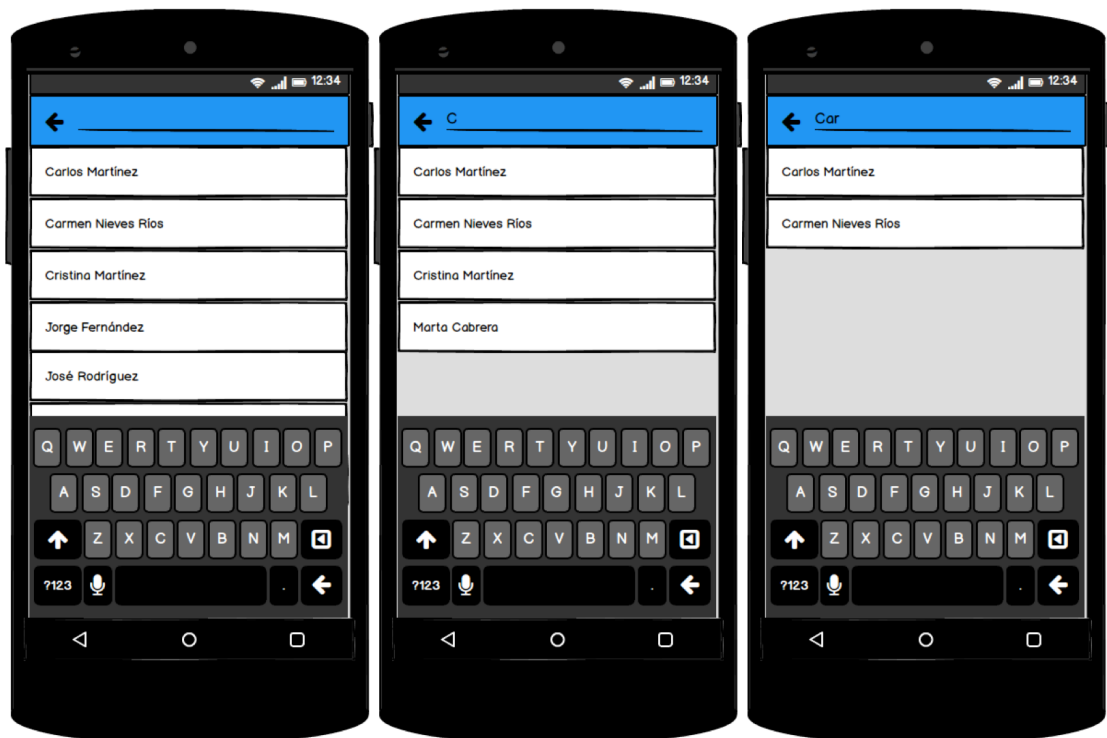 12:34
Carlos Martínez
Carmen Nieves Ríos
Cristina Martínez
Jorge Fernández
José Rodríguez
Q W E R T Y U I O P
A S D F G H J K L
Z X C V B N M
?123 .
12:34
C
Carlos Martínez
Carmen Nieves Ríos
Cristina Martínez
Marta Cabrera
Q W E R T Y U I O P
A S D F G H J K L
Z X C V B N M
?123 .
12:34
Car
Carlos Martínez
Carmen Nieves Ríos
Q W E R T Y U I O P
A S D F G H J K L
Z X C V B N M
?123 .